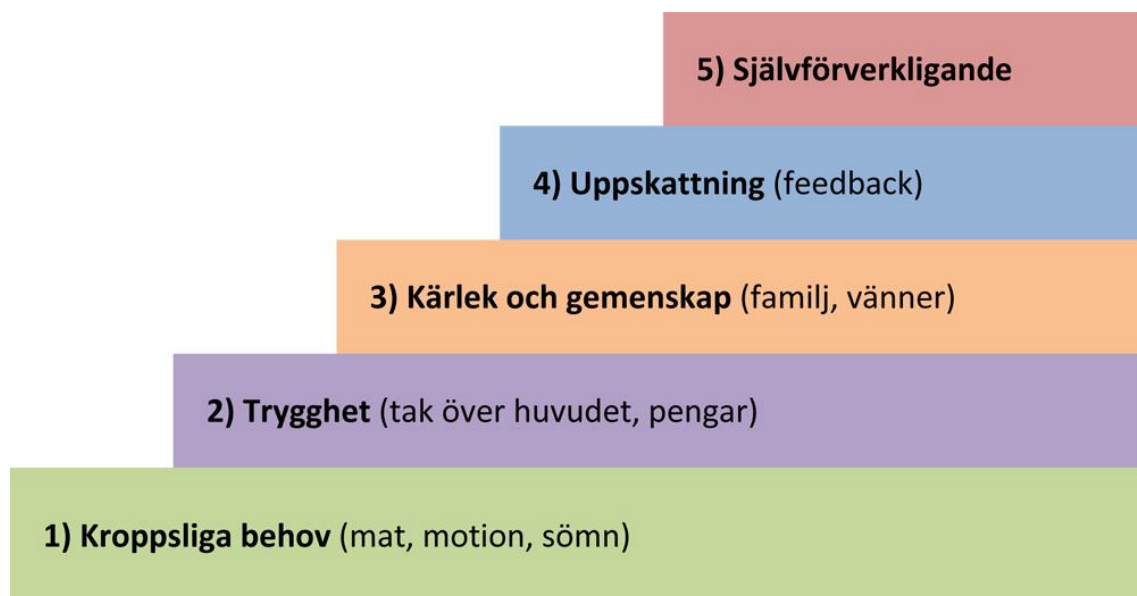 5) Självförverkligande
4) Uppskattning (feedback)
3) Kärlek och gemenskap (familj, vänner)
2) Trygghet (tak över huvudet, pengar)
1) Kroppsliga behov (mat, motion, sömn)